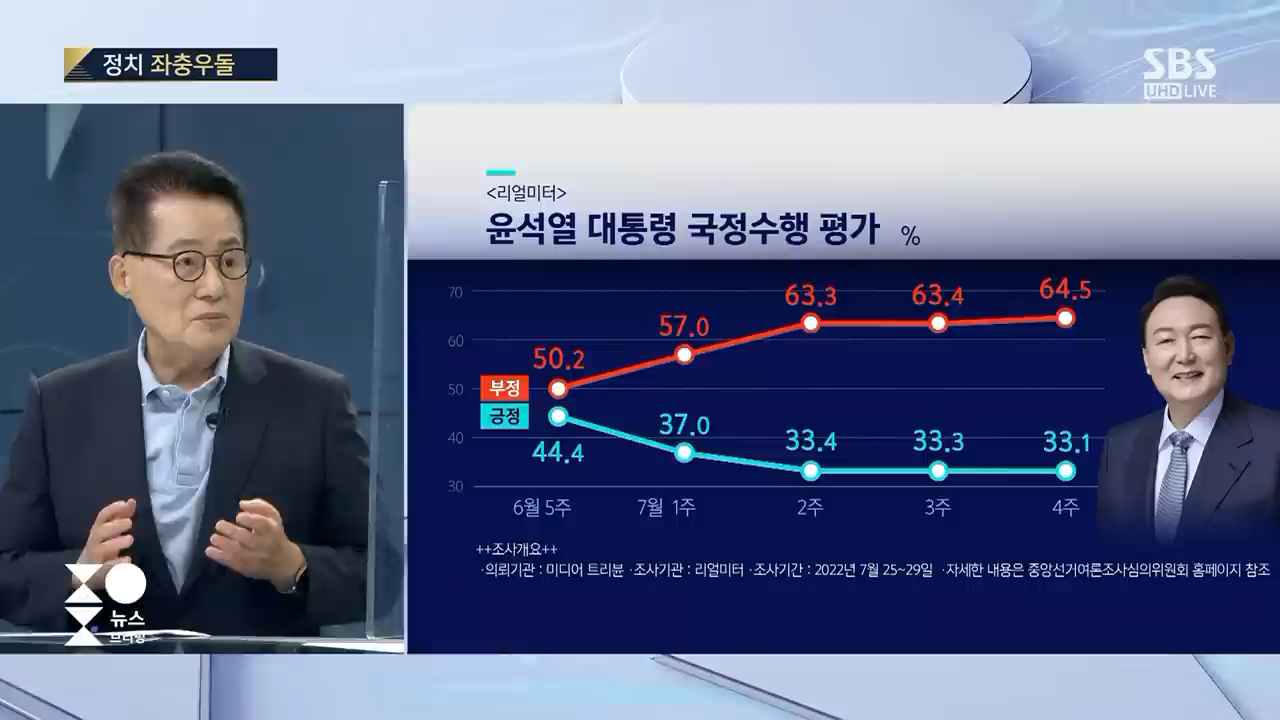 정치 좌충우돌
SBS
UHD LIVE
<리얼미터>
윤석열 대통령 국정수행 평가 %
70
60
50
40
30
부정
긍정
50.2
57.0
63.3
63.4
64.5
44.4
37.0
33.4
33.3
33.1
6월 5주
7월 1주
2주
3주
4주
++조사개요++
·의뢰기관 : 미디어 트리뷴 ·조사기관 : 리얼미터 ·조사기간 : 2022년 7월 25~29일 ·자세한 내용은 중앙선거여론조사심의위원회 홈페이지 참조
뉴스
브리핑